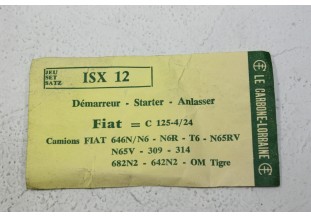 JEU
SET
SATZ
ISX 12
Démarreur - Starter - Anlasser
Fiat = C 125-4/24
Camions FIAT 646N/N6 - N6R - T6 - N65RV
N65V - 309 - 314
682N2 - 642N2 - OM Tigre
LE CARBONE-LORRAINE